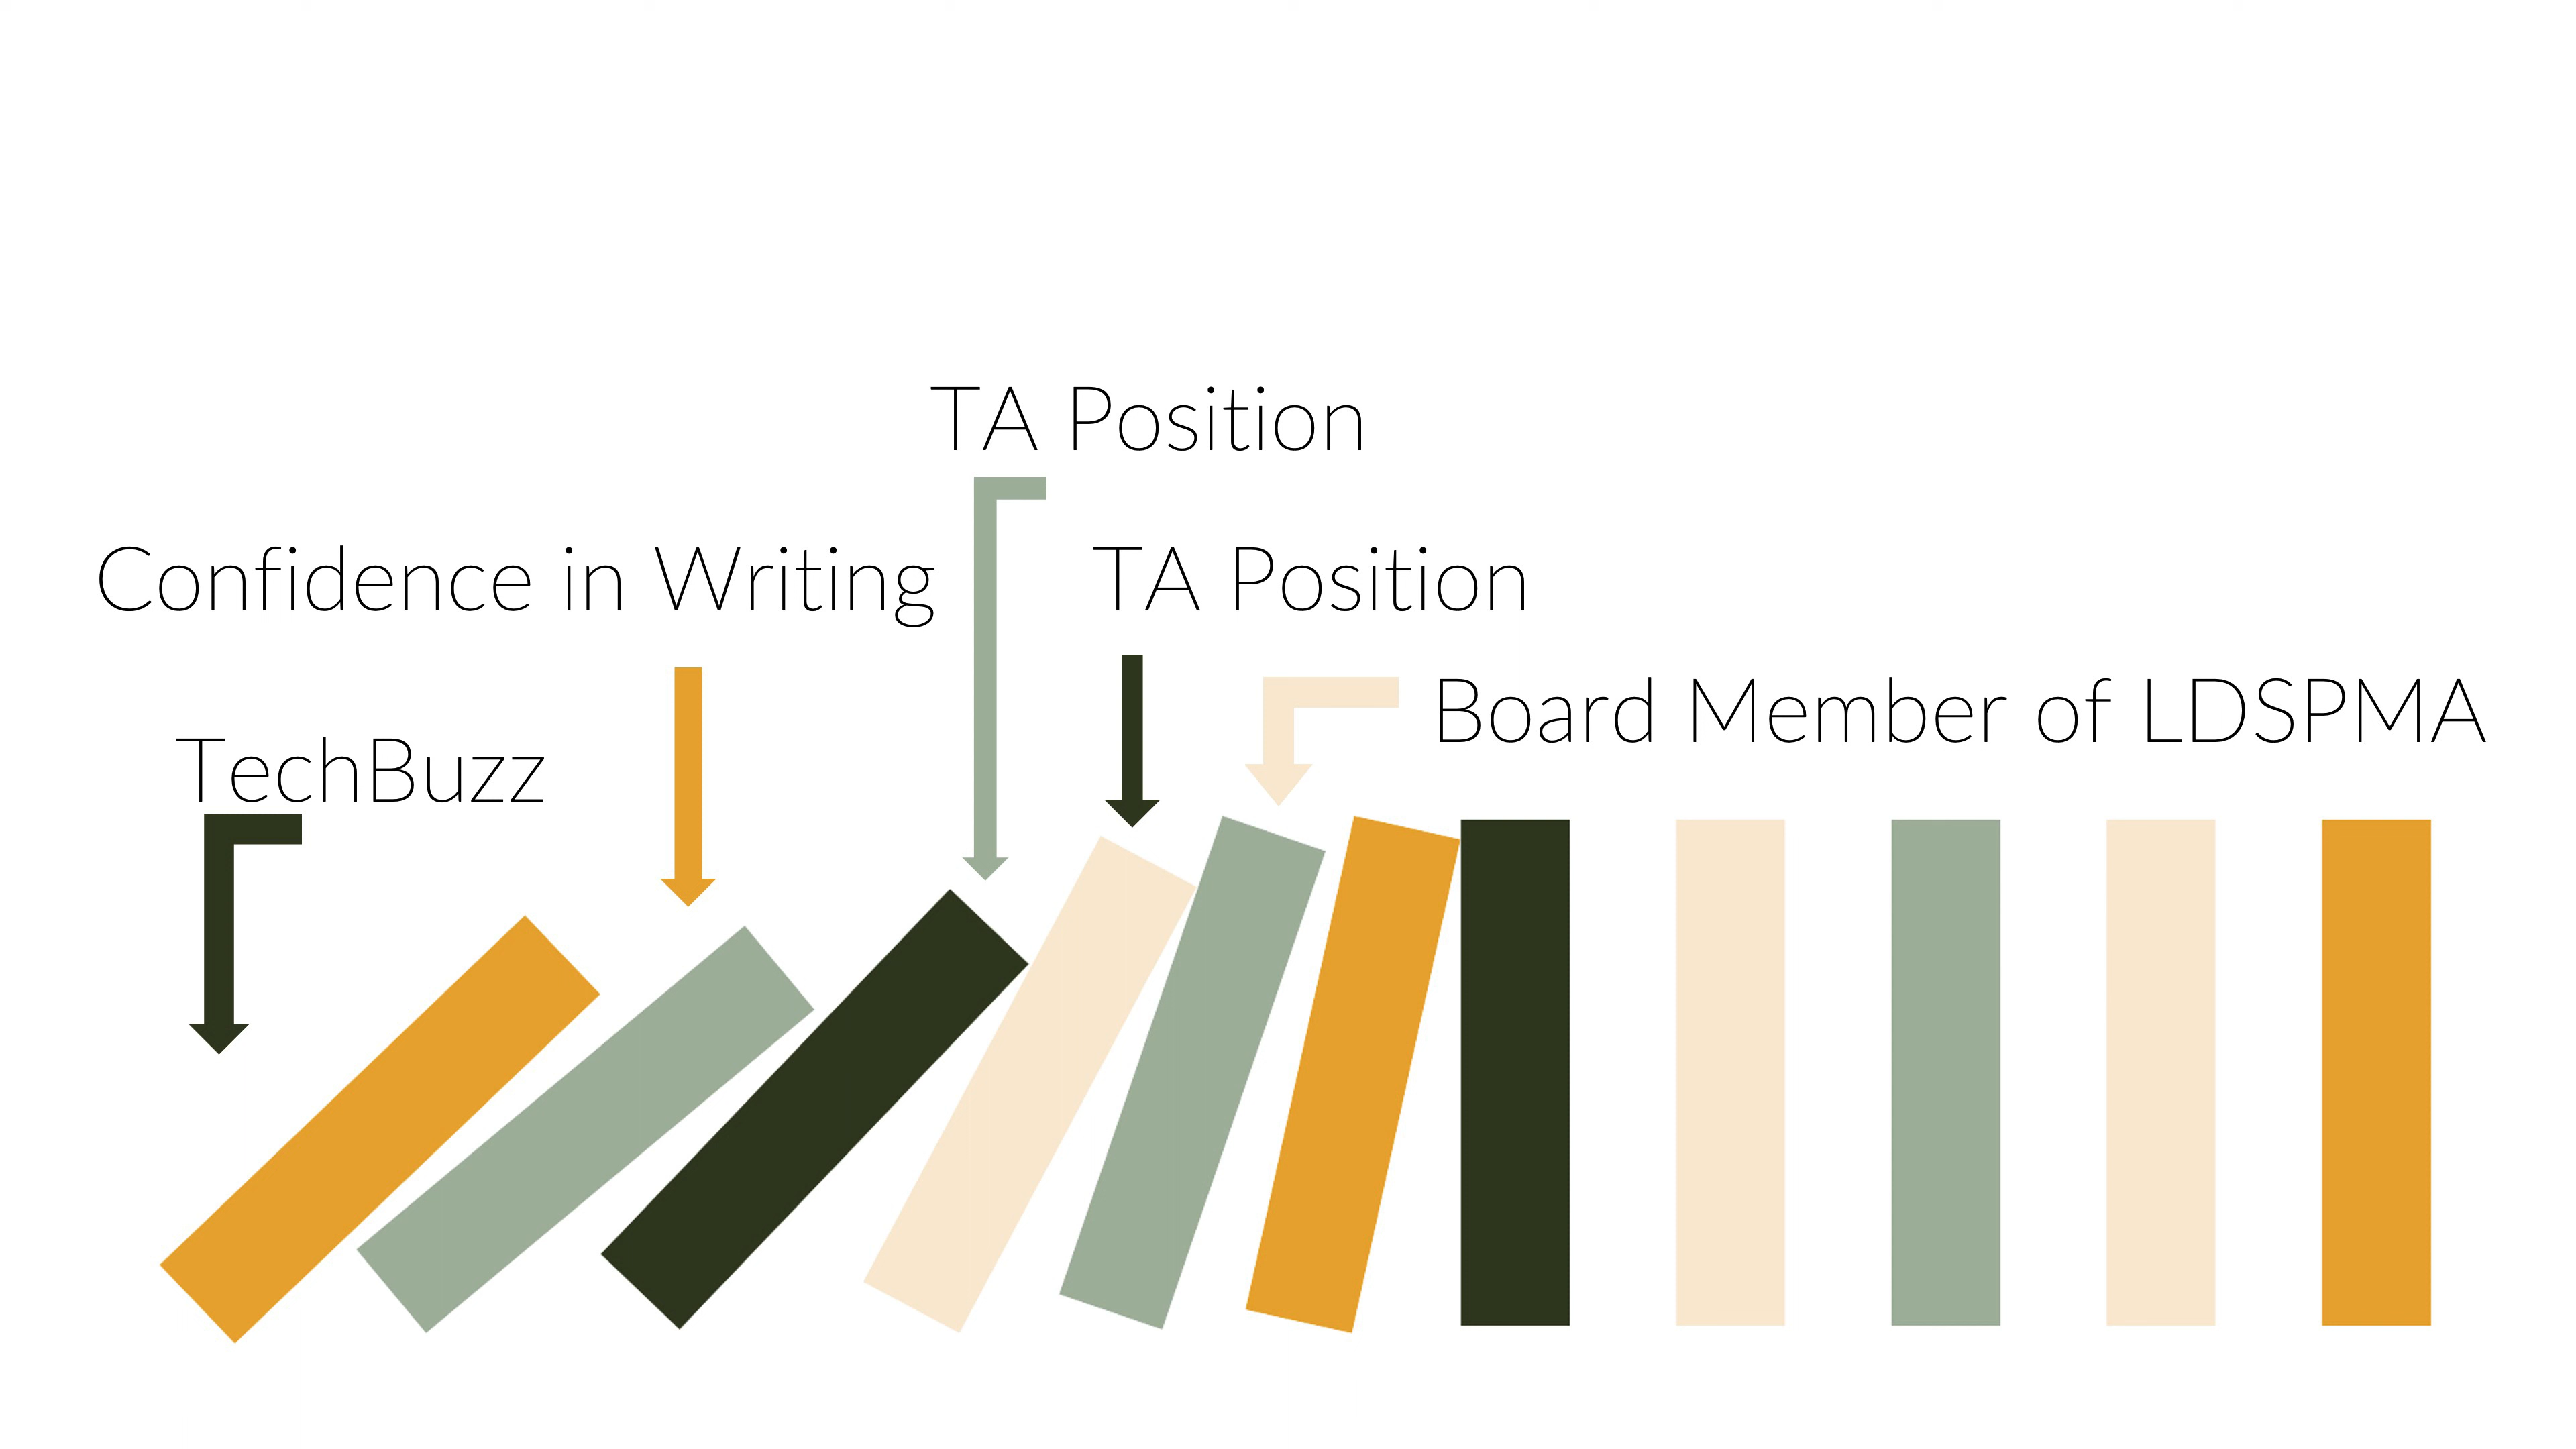 TA Position
Confidence in Writing
TA Position
Board Member of LDSPMA
TechBuzz